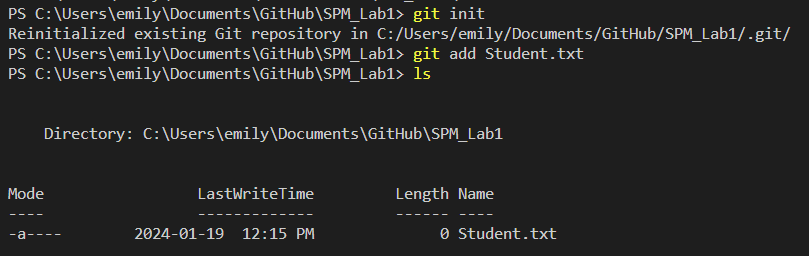 PS C:\Users\emily\Documents\GitHub\SPM_Lab1> git init
Reinitialized existing Git repository in C:/Users/emily/Documents/GitHub/SPM_Lab1/.git/
PS C:\Users\emily\Documents\GitHub\SPM_Lab1> git add Student.txt
PS C:\Users\emily\Documents\GitHub\SPM_Lab1> ls
Directory: C:\Users\emily\Documents\GitHub\SPM_Lab1
Mode LastWriteTime Length Name
---- ------------- ------ ----
-a---- 2024-01-19 12:15 PM 0 Student.txt